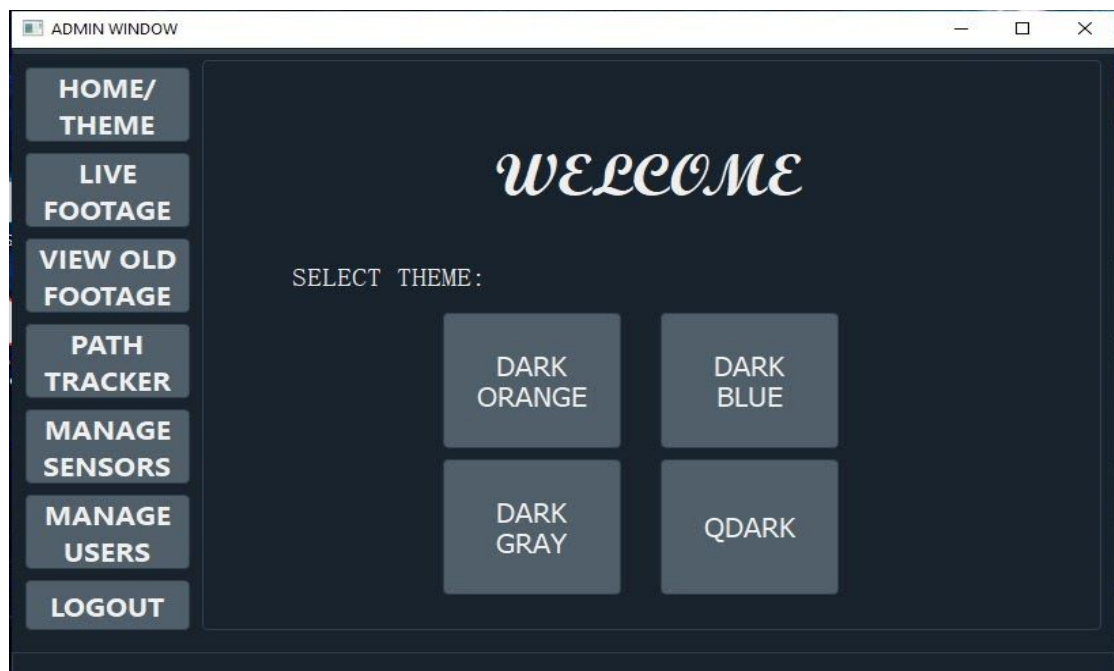 ADMIN WINDOW
HOME/
THEME
LIVE
FOOTAGE
VIEW OLD
FOOTAGE
PATH
TRACKER
MANAGE
SENSORS
MANAGE
USERS
LOGOUT
WELCOME
SELECT THEME:
DARK
ORANGE
DARK
BLUE
DARK
GRAY
QDARK